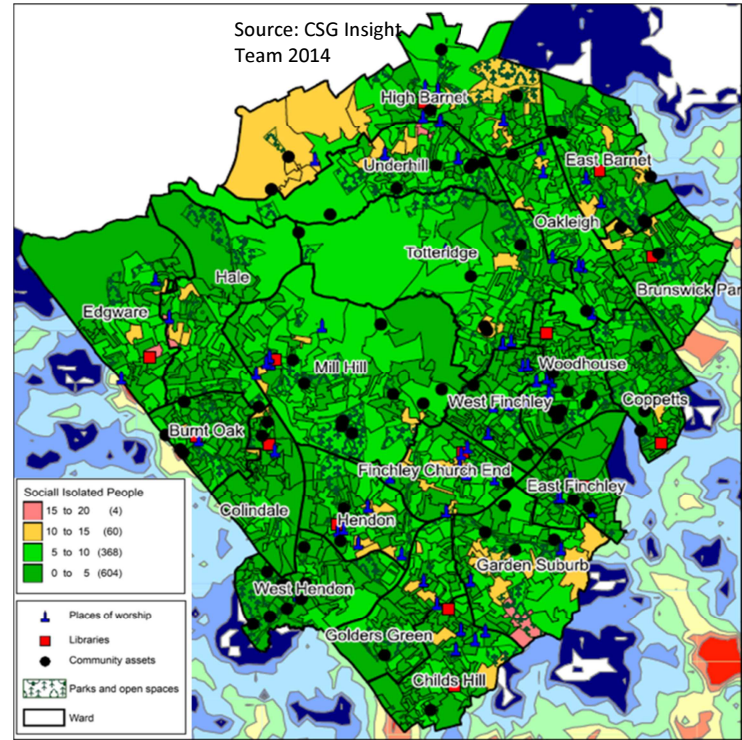 Source: CSG Insight
Team 2014
High Barnet
Underhill
East Barnet
Oakleigh
Totteridge
Hale
Brunswick Par
Edgware
Mill Hill
Woodhouse
West Finchley
Coppetts
Burnt Oak
Finchley Church End
East Finchley
Colindale
Hendon
Garden Suburb
West Hendon
Golders Green
Childs Hill
Sociall Isolated People
15 to 20 (4)
10 to 15 (60)
5 to 10 (368)
0 to 5 (604)
Places of worship
Libraries
Community assets
Parks and open spaces
Ward